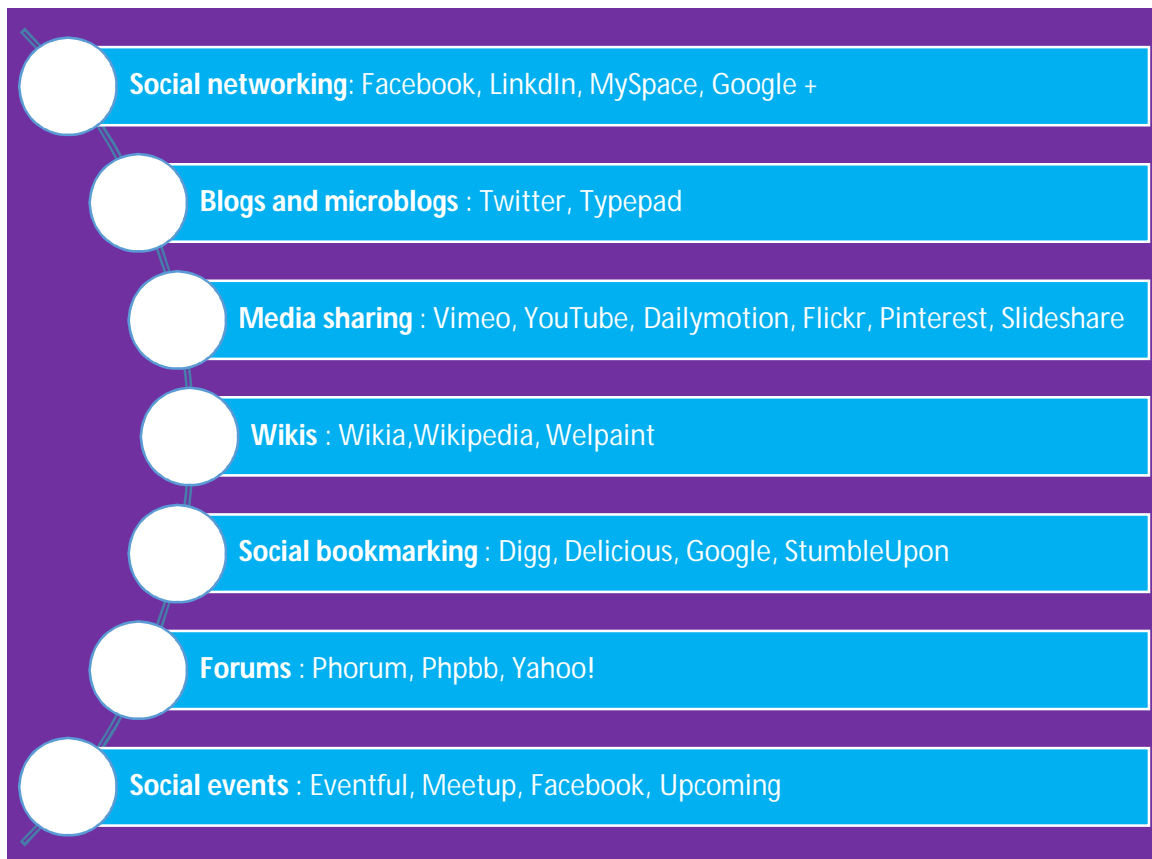 Social networking: Facebook, LinkdIn, MySpace, Google +
Blogs and microblogs : Twitter, Typepad
Media sharing : Vimeo, YouTube, Dailymotion, Flickr, Pinterest, Slideshare
Wikis : Wikia,Wikipedia, Welpaint
Social bookmarking : Digg, Delicious, Google, StumbleUpon
Forums : Phorum, Phpbb, Yahoo!
Social events : Eventful, Meetup, Facebook, Upcoming